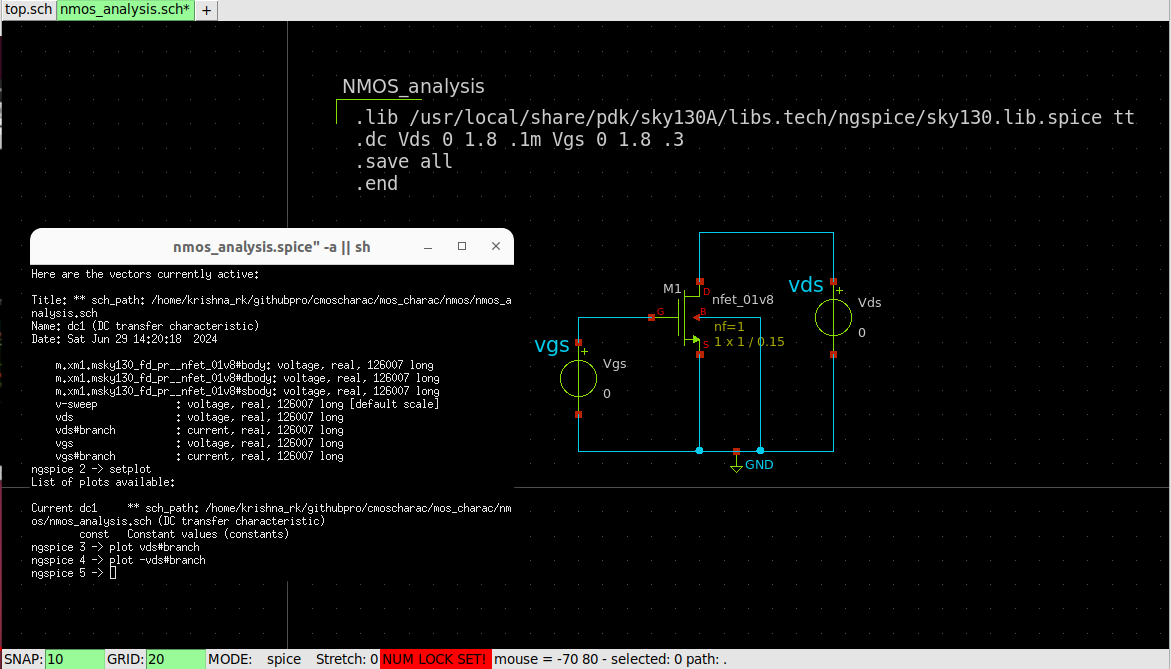 top.sch nmos_analysis.sch* +
NMOS_analysis
.lib /usr/local/share/pdk/sky130A/libs.tech/ngspice/sky130.lib.spice tt
.dc Vds 0 1.8 .1m Vgs 0 1.8 .3
.save all
.end
nmos_analysis.spice" -a || sh
Here are the vectors currently active:
Title: ** sch_path: /home/krishna_rk/githubpro/cmoscharac/mos_charac/nmos/nmos_a
nalysis.sch
Name: dc1 (DC transfer characteristic)
Date: Sat Jun 29 14:20:18  2024
m.xm1.msky130_fd_pr__nfet_01v8#body: voltage, real, 126007 long
m.xm1.msky130_fd_pr__nfet_01v8#dbody: voltage, real, 126007 long
m.xm1.msky130_fd_pr__nfet_01v8#sbody: voltage, real, 126007 long
v-sweep : voltage, real, 126007 long [default scale]
vds : voltage, real, 126007 long
vds#branch : current, real, 126007 long
vgs : voltage, real, 126007 long
vgs#branch : current, real, 126007 long
ngspice 2 -> setplot
List of plots available:
Current dc1 ** sch_path: /home/krishna_rk/githubpro/cmoscharac/mos_charac/nm
os/nmos_analysis.sch (DC transfer characteristic)
const Constant values (constants)
ngspice 3 -> plot vds#branch
ngspice 4 -> plot -vds#branch
ngspice 5 ->
M1
D
nfet_01v8
G
B
nf=1
S
1 x 1 / 0.15
vds
+
Vds
0
vgs
+
Vgs
0
GND
SNAP: 10 GRID: 20 MODE: spice Stretch: 0 NUM LOCK SET! mouse = -70 80 - selected: 0 path: .